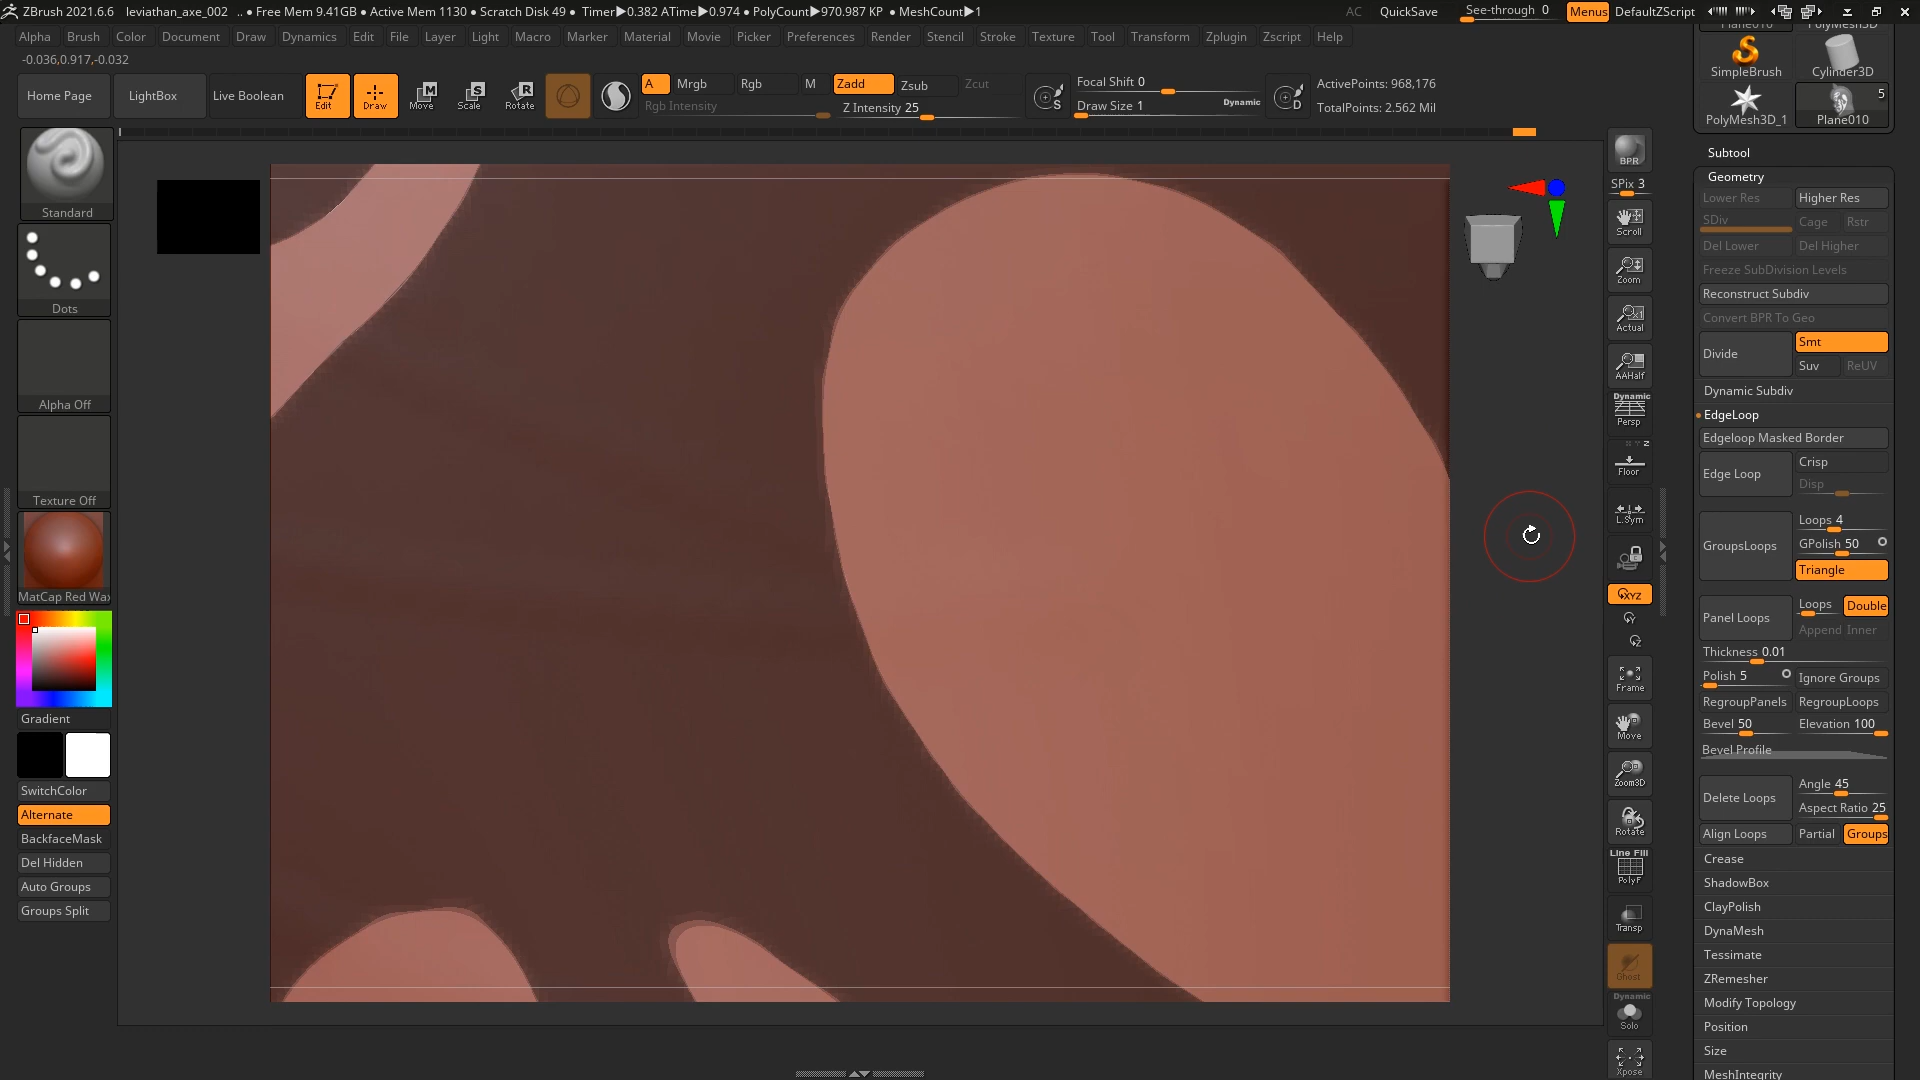 ZBrush 2021.6.6 leviathan_axe_002 .. ● Free Mem 9.41GB ● Active Mem 1130 ● Scratch Disk 49 ● Timer▶0.382 ATime▶0.974 ● PolyCount▶970.987 KP ● MeshCount▶1
AC QuickSave See-through 0 Menus DefaultZScript
Alpha Brush Color Document Draw Dynamics Edit File Layer Light Macro Marker Material Movie Picker Preferences Render Stencil Stroke Texture Tool Transform Zplugin Zscript Help
-0.036,0.917,-0.032
Home Page LightBox Live Boolean Edit Draw Move Scale Rotate
A Mrgb Rgb M Zadd Zsub Zcut
Rgb Intensity Z Intensity 25
Focal Shift 0
Draw Size 1 Dynamic
ActivePoints: 968,176
TotalPoints: 2.562 Mil
Standard
Dots
Alpha Off
Texture Off
MatCap Red Wax
Gradient
SwitchColor
Alternate
BackfaceMask
Del Hidden
Auto Groups
Groups Split
BPR
SPix 3
Scroll
Zoom
Actual
AAHalf
Dynamic
Persp
Floor
L.Sym
XYZ
Frame
Move
Zoom3D
Rotate
Line Fill
PolyF
Transp
Ghost
Dynamic
Solo
Xpose
SimpleBrush Cylinder3D
5
PolyMesh3D_1 Plane010
Subtool
Geometry
Lower Res Higher Res
SDiv Cage Rstr
Del Lower Del Higher
Freeze SubDivision Levels
Reconstruct Subdiv
Convert BPR To Geo
Divide Smt
Suv ReUV
Dynamic Subdiv
EdgeLoop
Edgeloop Masked Border
Edge Loop Crisp
Disp
GroupsLoops Loops 4
GPolish 50
Triangle
Panel Loops Loops Double
Append Inner
Thickness 0.01
Polish 5 Ignore Groups
RegroupPanels RegroupLoops
Bevel 50 Elevation 100
Bevel Profile
Delete Loops Angle 45
Aspect Ratio 25
Align Loops Partial Groups
Crease
ShadowBox
ClayPolish
DynaMesh
Tessimate
ZRemesher
Modify Topology
Position
Size
MeshIntegrity